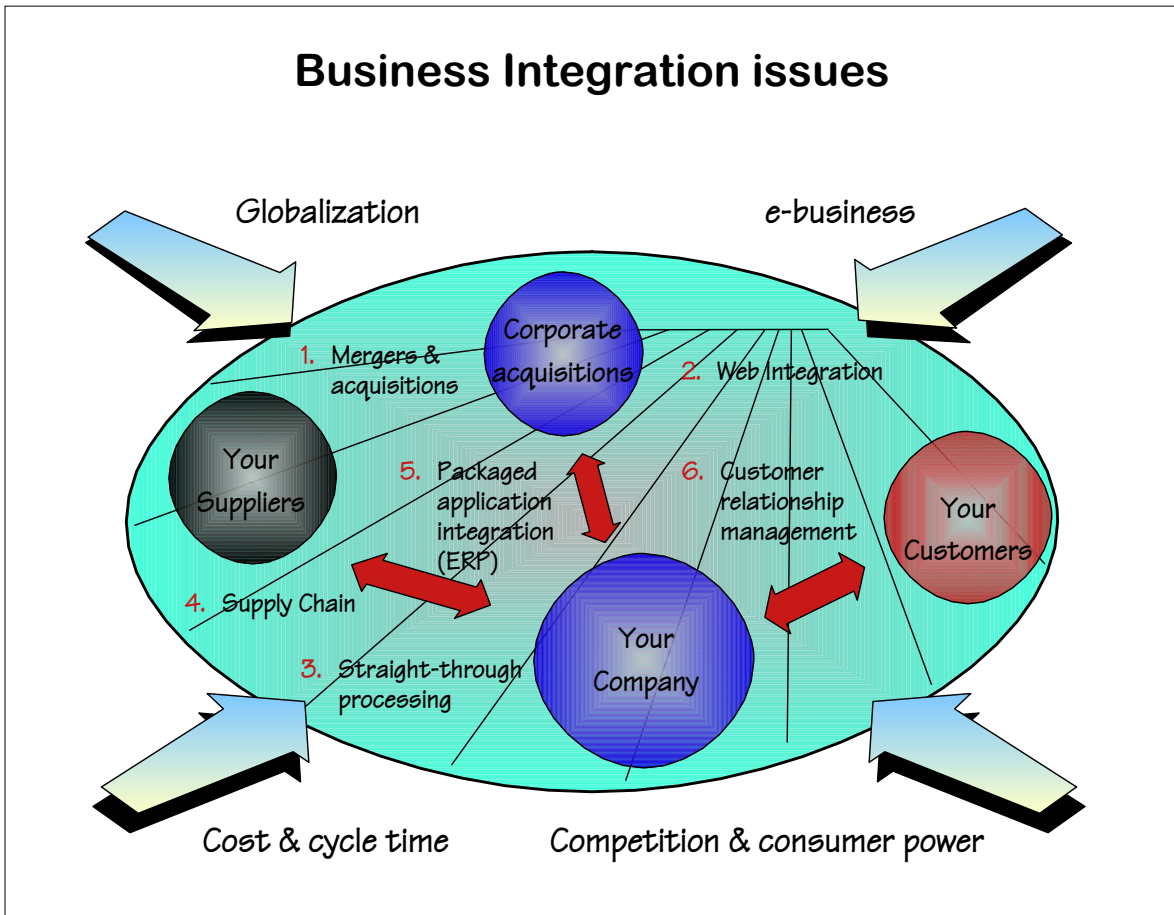 Business Integration issues
Globalization
e-business
Corporate
acquisitions
1. Mergers &
acquisitions
2. Web Integration
Your
Suppliers
5. Packaged
application
integration
(ERP)
6. Customer
relationship
management
Your
Customers
4. Supply Chain
3. Straight-through
processing
Your
Company
Cost & cycle time
Competition & consumer power